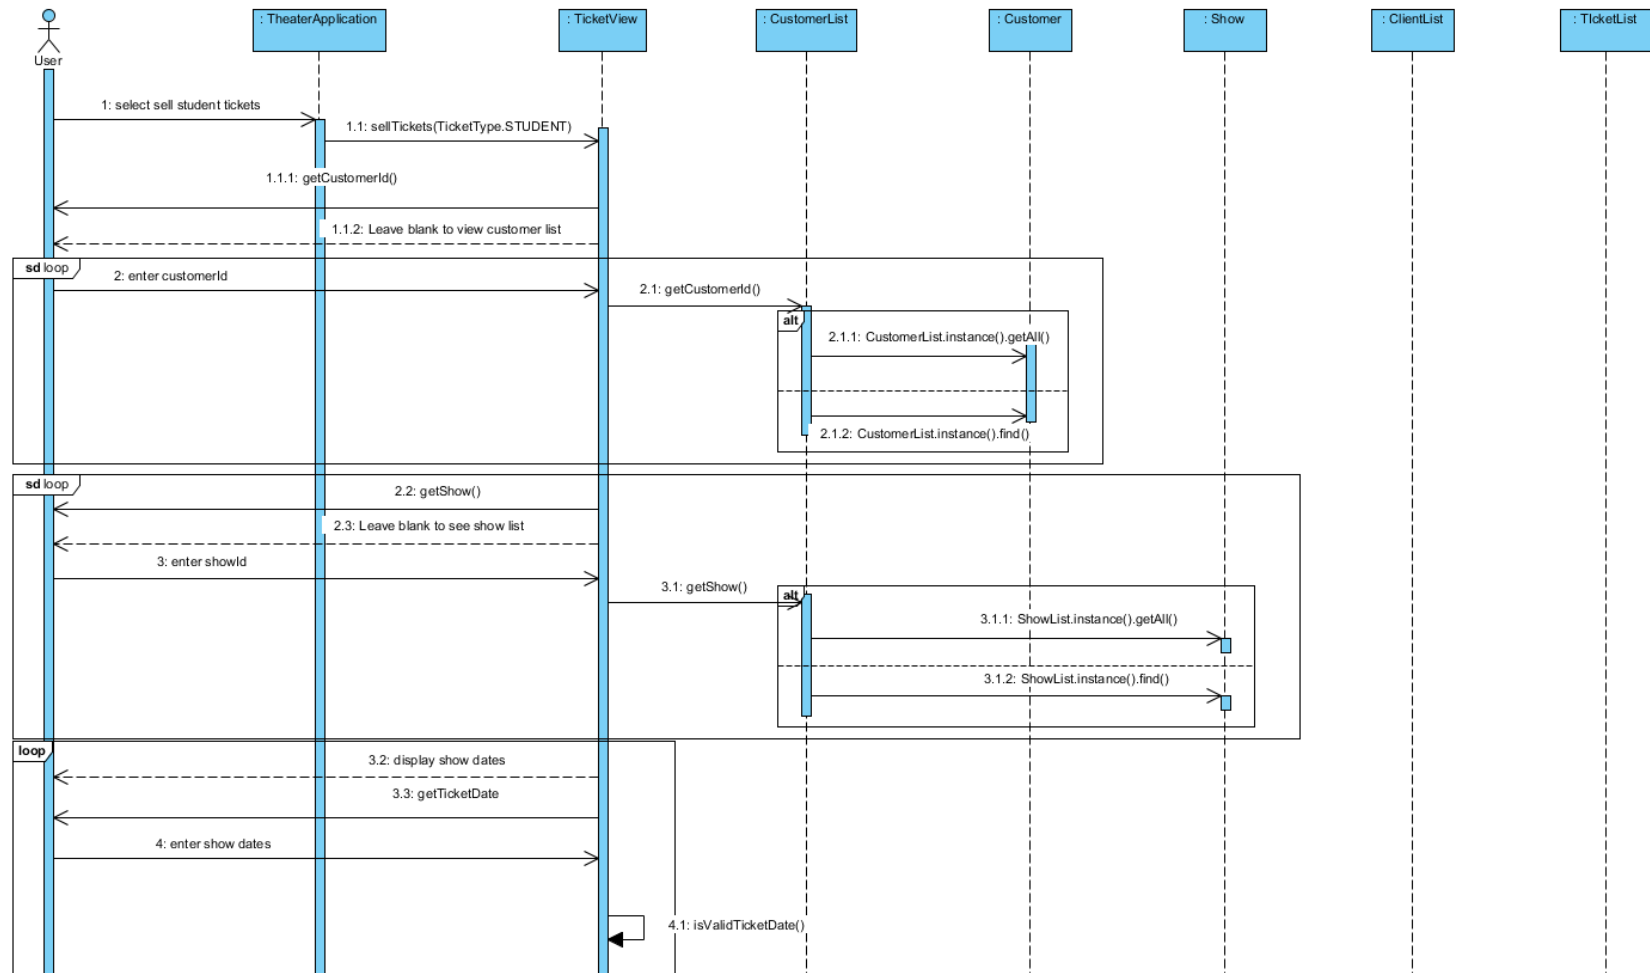 : TheaterApplication
: TicketView
: CustomerList
: Customer
: Show
: ClientList
: TIcketList
User
1: select sell student tickets
1.1: sellTickets(TicketType.STUDENT)
1.1.1: getCustomerId()
1.1.2: Leave blank to view customer list
sd loop
2: enter customerId
2.1: getCustomerId()
alt
2.1.1: CustomerList.instance().getAll()
2.1.2: CustomerList.instance().find()
sd loop
2.2: getShow()
2.3: Leave blank to see show list
3: enter showId
3.1: getShow()
alt
3.1.1: ShowList.instance().getAll()
3.1.2: ShowList.instance().find()
loop
3.2: display show dates
3.3: getTicketDate
4: enter show dates
4.1: isValidTicketDate()